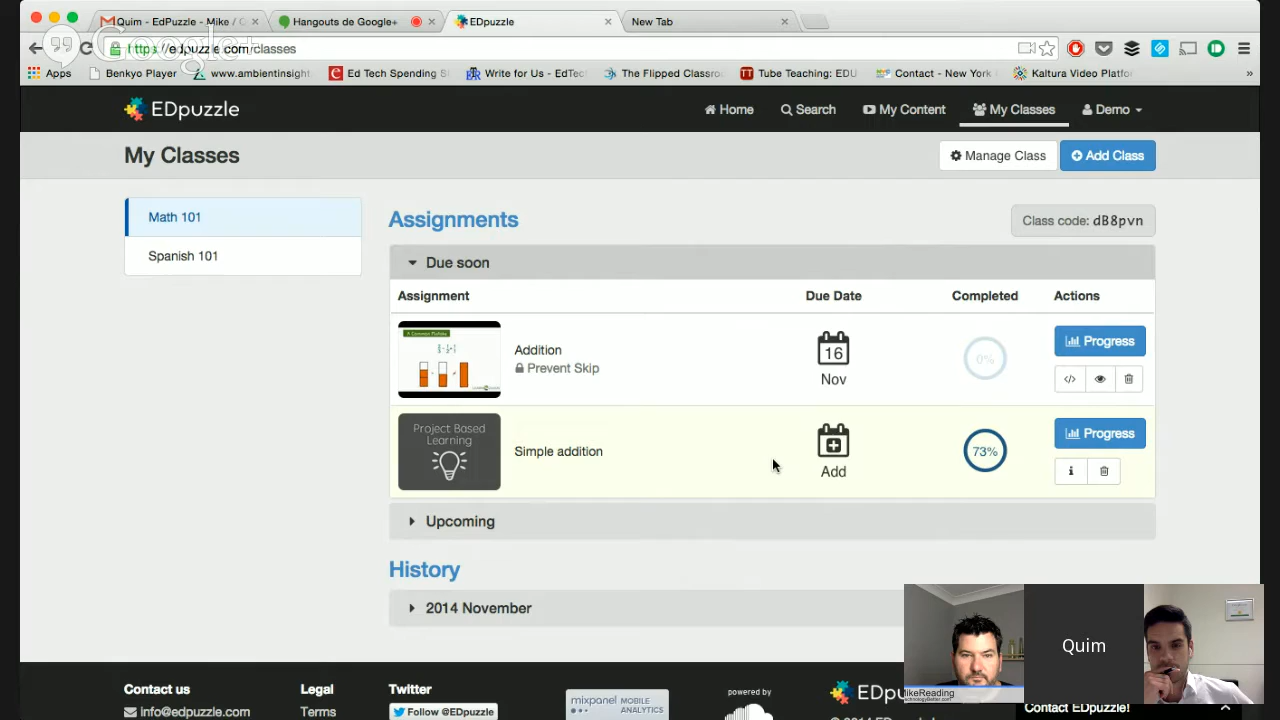 Quim - EdPuzzle - Mike / G
Hangouts de Google+
EDpuzzle
New Tab
Google+
https://edpuzzle.com/classes
Apps
Benkyo Player
www.ambientinsight
Ed Tech Spending S
Write for Us - EdTec
The Flipped Classro
Tube Teaching: EDU
Contact - New York
Kaltura Video Platfo
»
EDpuzzle
Home
Search
My Content
My Classes
Demo
My Classes
Manage Class
Add Class
Math 101
Spanish 101
Assignments
Class code: dB8pvn
Due soon
Assignment
Due Date
Completed
Actions
Addition
Prevent Skip
16
Nov
0%
Progress
Project Based
Learning
Simple addition
Add
73%
Progress
Upcoming
History
2014 November
Contact us
info@edpuzzle.com
Legal
Terms
Twitter
Follow @EDpuzzle
mixpanel MOBILE
ANALYTICS
powered by
EDpu
MikeReading
Quim
Contact EDpuzzle!